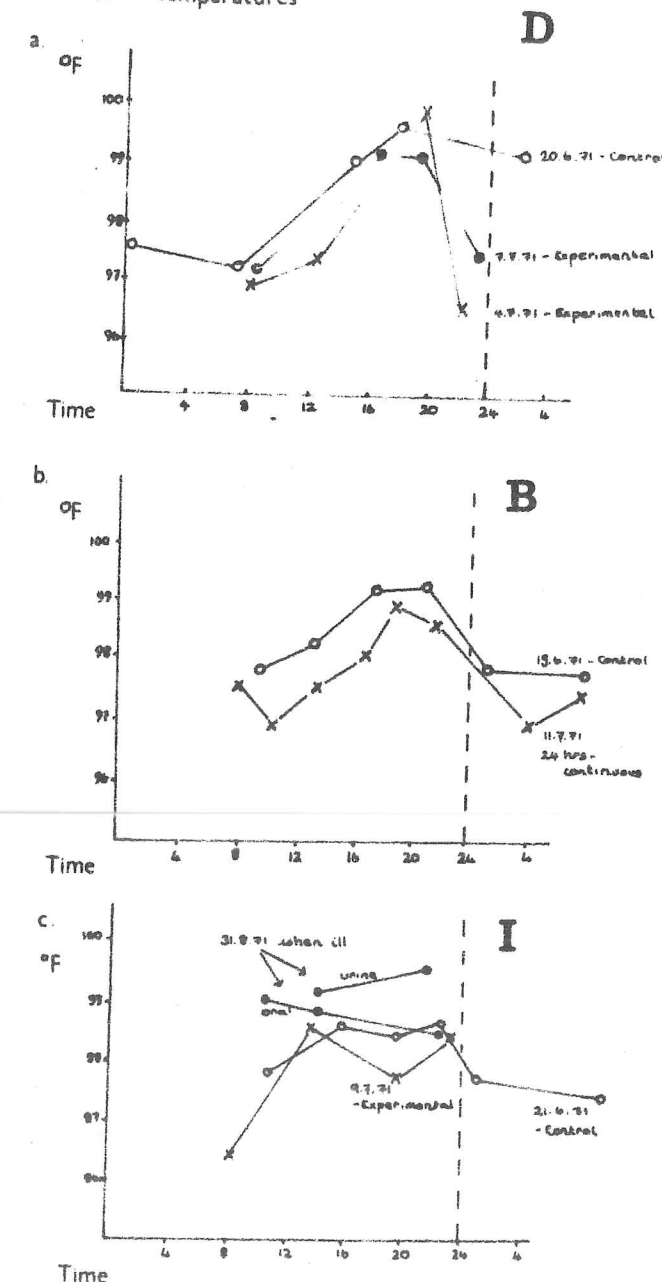 temperatures
D
a.
°F
100
99
98
97
96
20.6.71 - Control
7.7.71 - Experimental
4.7.71 - Experimental
Time
4 8 12 16 20 24 4
b.
B
°F
100
99
98
97
96
15.6.71 - Control
11.7.71
24 hrs -
continuous
Time
4 8 12 16 20 24 4
c.
I
°F
31.8.71 when ill
100
99
98
97
96
urine
oral
9.7.71
-Experimental
21.6.71
- Control
8 12 16 20 24 4
Time